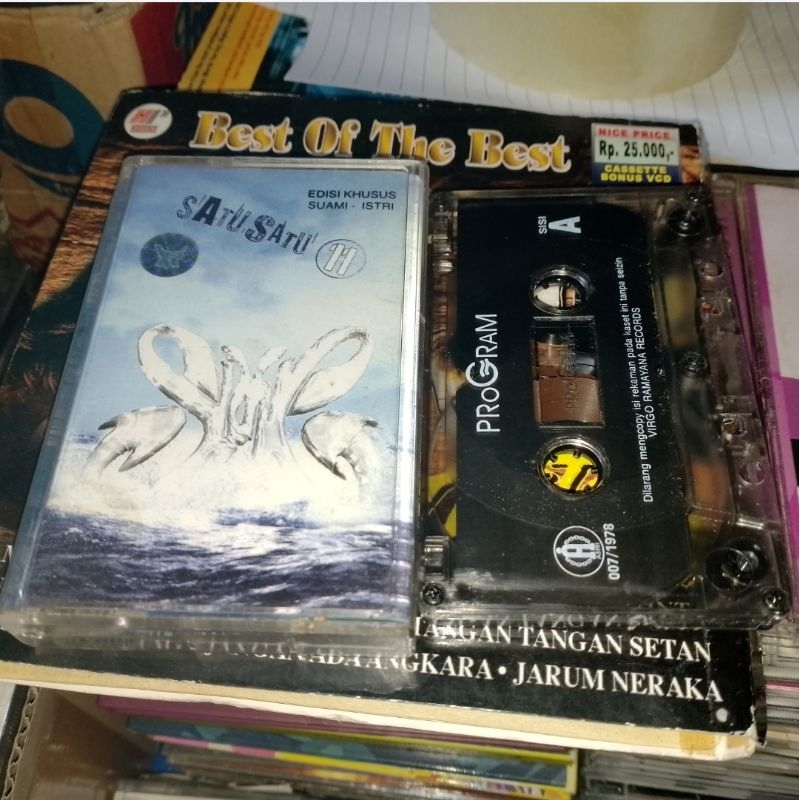 Best Of The Best
NICE PRICE
Rp. 25.000,-
CASSETTE
BONUS VCD
EDISI KHUSUS
SUAMI - ISTRI
SATU SATU
11
SISI
A
PROGRAM
Dilarang mengcopy isi rekaman pada kaset ini tanpa seizin
VIRGO RAMAYANA RECORDS
ASIRI
007/1978
TANGAN SETAN
ANGKARA • JARUM NERAKA